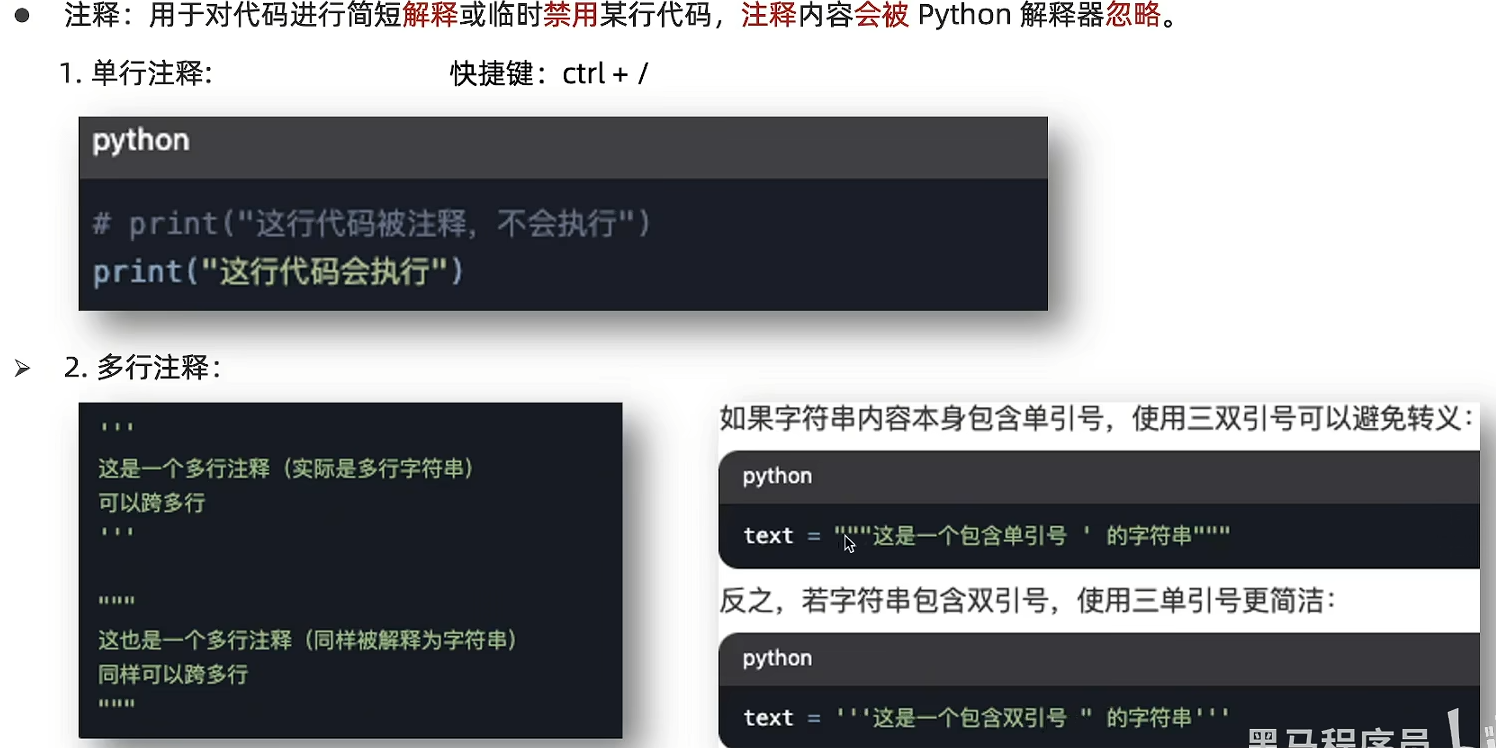 ● 注释：用于对代码进行简短解释或临时禁用某行代码，注释内容会被 Python 解释器忽略。
1. 单行注释: 快捷键：ctrl + /
python
# print("这行代码被注释，不会执行")
print("这行代码会执行")
➢ 2. 多行注释：
'''
这是一个多行注释（实际是多行字符串）
可以跨多行
'''
"""
这也是一个多行注释（同样被解释为字符串）
同样可以跨多行
"""
如果字符串内容本身包含单引号，使用三双引号可以避免转义：
python
text = """这是一个包含单引号 ' 的字符串"""
反之，若字符串包含双引号，使用三单引号更简洁：
python
text = '''这是一个包含双引号 " 的字符串'''
黑马程序员